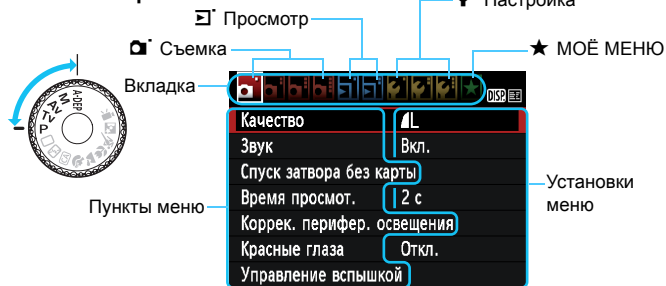 Настройка
Просмотр
Съемка
★ МОЁ МЕНЮ
Вкладка
DISP.
A-DEP
M
Av
Tv
P
Качество L
Звук Вкл.
Спуск затвора без карты
Время просмот. 2 с
Коррек. перифер. освещения
Красные глаза Откл.
Управление вспышкой
Пункты меню
Установки
меню